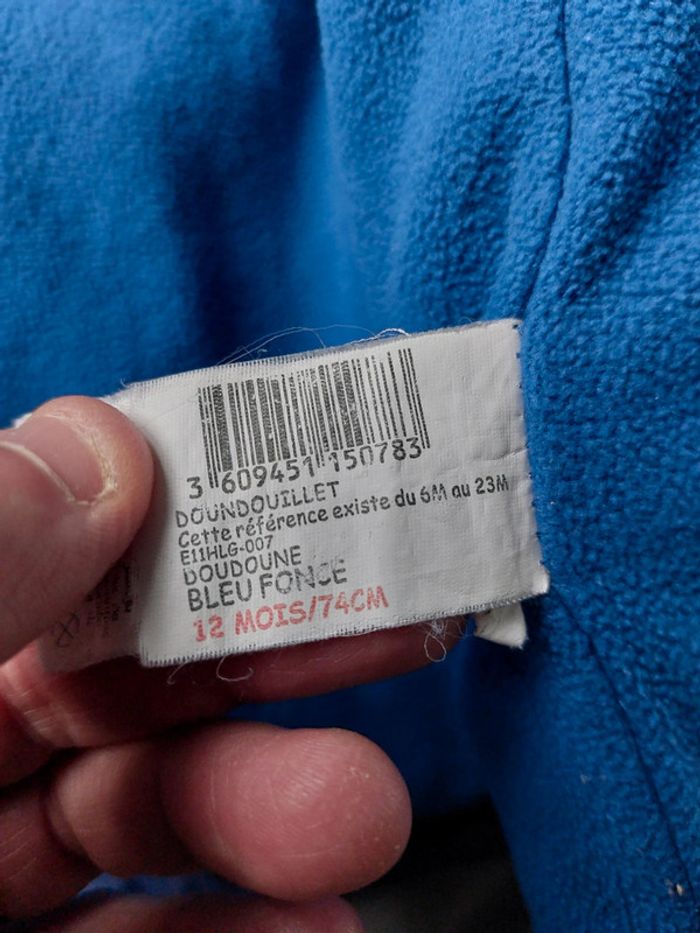 3 609451 150783
DOUNDOUILLET
Cette référence existe du 6M au 23M
E11HLG-007
DOUDOUNE
BLEU FONCE
12 MOIS/74CM